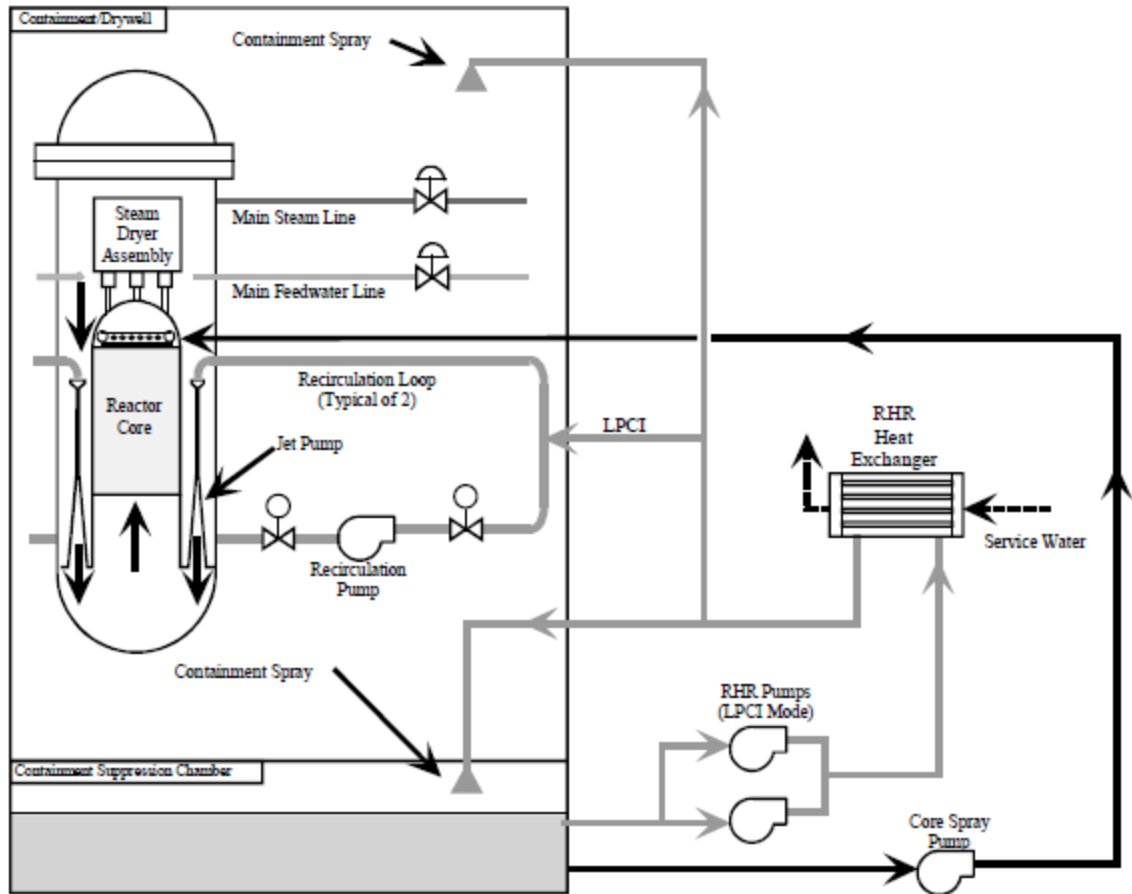 Containment/Drywell
Containment Spray
Steam
Dryer
Assembly
Main Steam Line
Main Feedwater Line
Recirculation Loop
(Typical of 2)
Reactor
Core
LPCI
RHR
Heat
Exchanger
Jet Pump
Service Water
Recirculation
Pump
Containment Spray
RHR Pumps
(LPCI Mode)
Containment Suppression Chamber
Core Spray
Pump